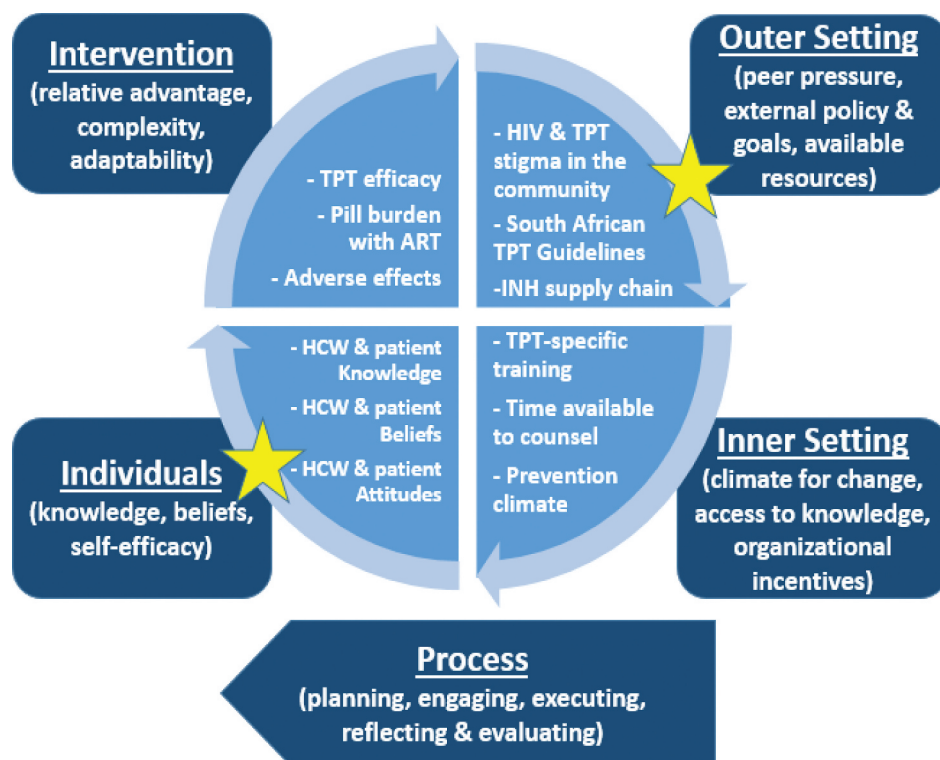 Intervention
(relative advantage,
complexity,
adaptability)
Outer Setting
(peer pressure,
external policy &
goals, available
resources)
- TPT efficacy
- Pill burden
with ART
- Adverse effects
- HIV & TPT
stigma in the
community
- South African
TPT Guidelines
-INH supply chain
- HCW & patient
Knowledge
- HCW & patient
Beliefs
- HCW & patient
Attitudes
- TPT-specific
training
- Time available
to counsel
- Prevention
climate
Individuals
(knowledge, beliefs,
self-efficacy)
Inner Setting
(climate for change,
access to knowledge,
organizational
incentives)
Process
(planning, engaging, executing,
reflecting & evaluating)